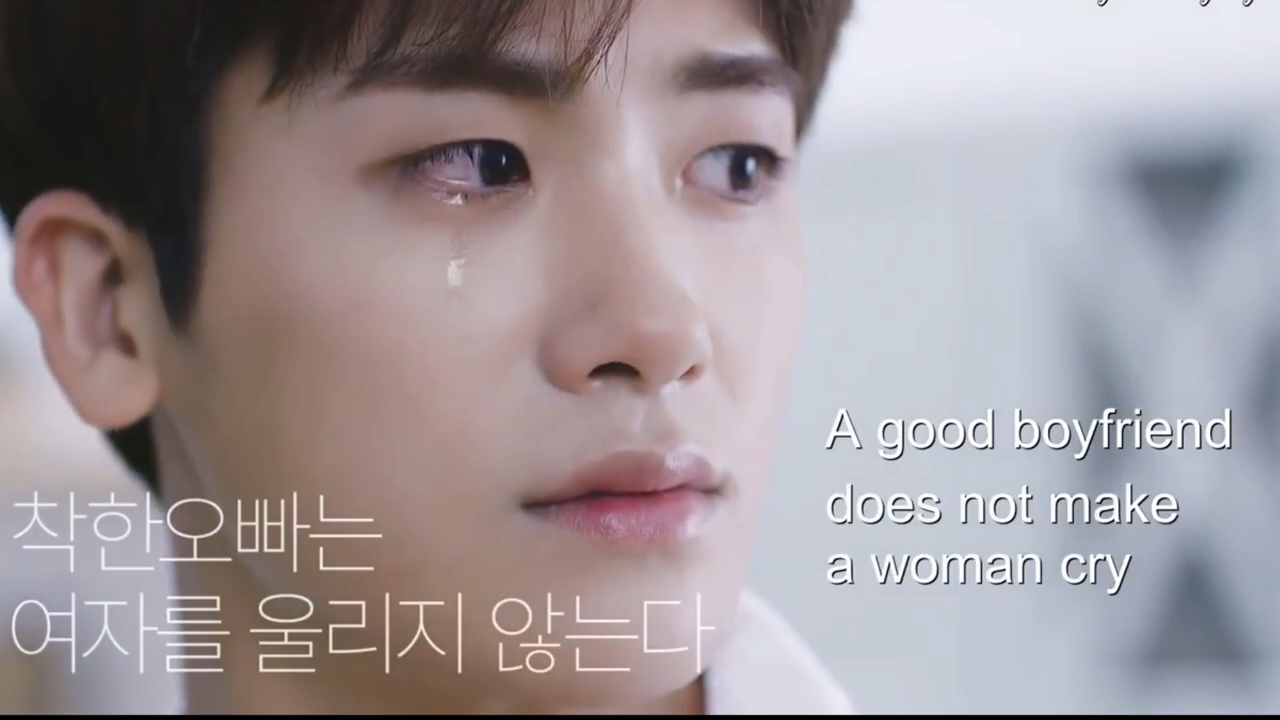 착한오빠는
여자를 울리지 않는다
A good boyfriend
does not make
a woman cry